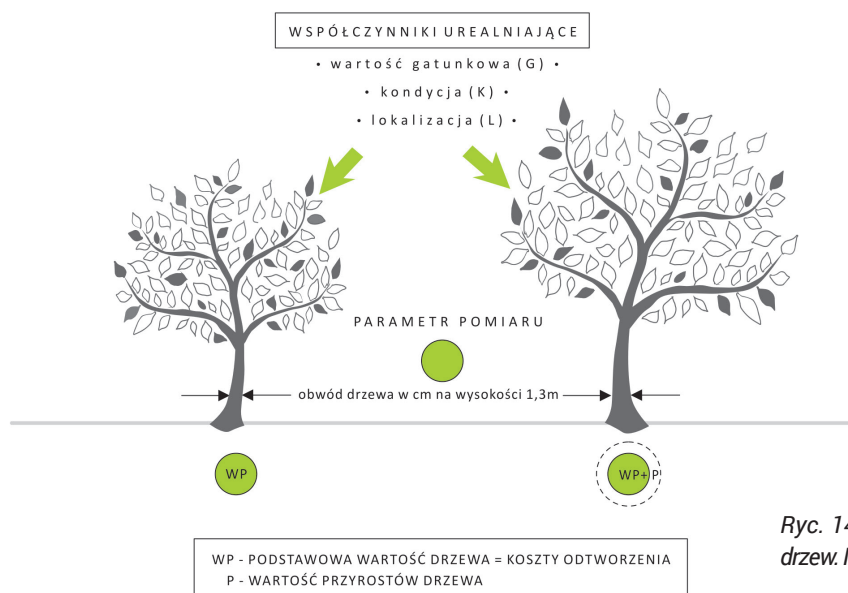 WSPÓŁCZYNNIKI UREALNIAJĄCE
• wartość gatunkowa (G) •
• kondycja (K) •
• lokalizacja (L) •
PARAMETR POMIARU
obwód drzewa w cm na wysokości 1,3m
WP
WP+ P
Ryc. 14
drzew.
WP - PODSTAWOWA WARTOŚĆ DRZEWA = KOSZTY ODTWORZENIA
P - WARTOŚĆ PRZYROSTÓW DRZEWA